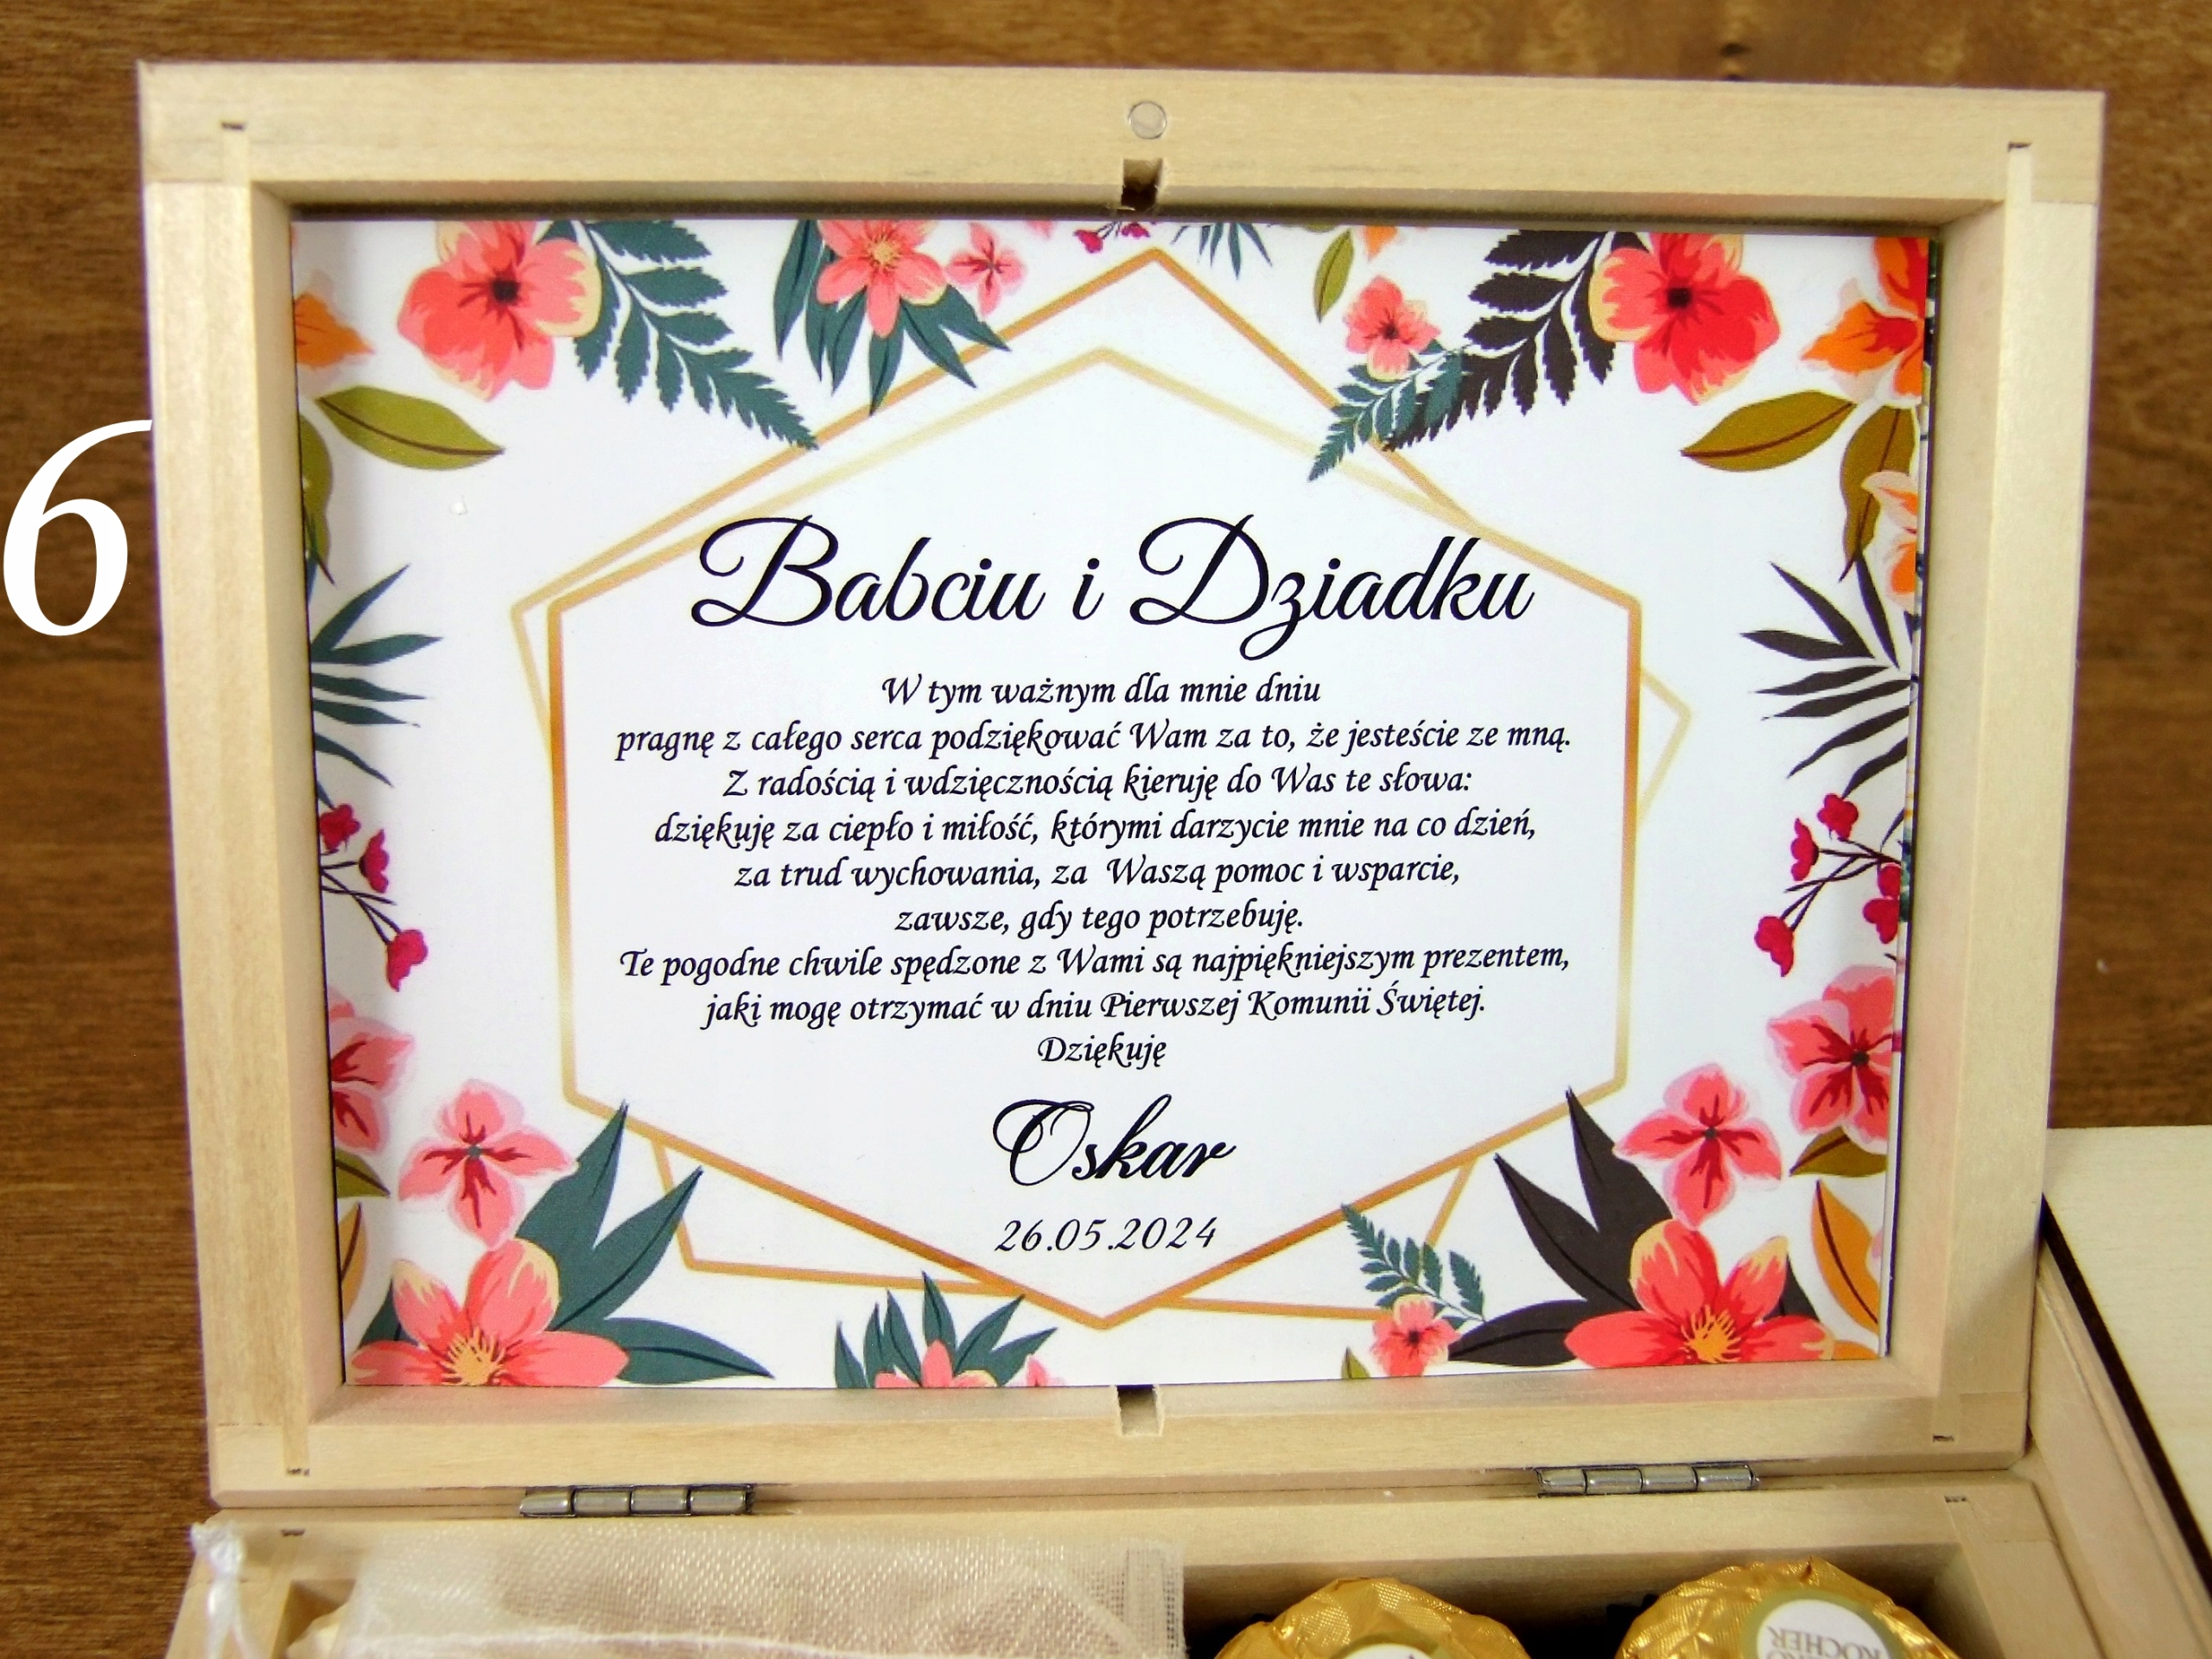 6
Babciu i Dziadku
W tym ważnym dla mnie dniu
pragnę z całego serca podziękować Wam za to, że jesteście ze mną.
Z radością i wdzięcznością kieruję do Was te słowa:
dziękuję za ciepło i miłość, którymi darzycie mnie na co dzień,
za trud wychowania, za Waszą pomoc i wsparcie,
zawsze, gdy tego potrzebuję.
Te pogodne chwile spędzone z Wami są najpiękniejszym prezentem,
jaki mogę otrzymać w dniu Pierwszej Komunii Świętej.
Dziękuję
Oskar
26.05.2024
ROCHER